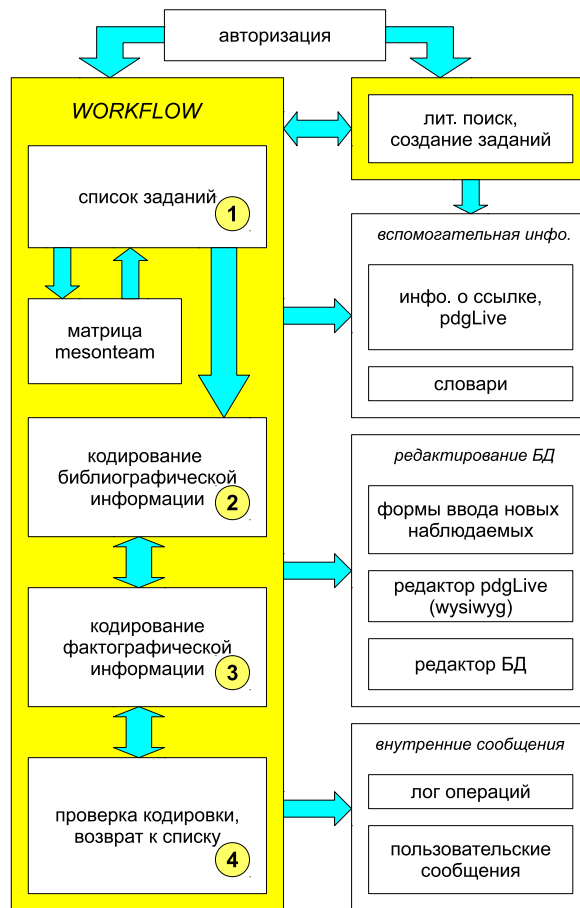 авторизация
WORKFLOW
список заданий
1
матрица
mesonteam
кодирование
библиографической
информации
2
кодирование
фактографической
информации
3
проверка кодировки,
возврат к списку
4
лит. поиск,
создание заданий
вспомогательная инфо.
инфо. о ссылке,
pdgLive
словари
редактирование БД
формы ввода новых
наблюдаемых
редактор pdgLive
(wysiwyg)
редактор БД
внутренние сообщения
лог операций
пользовательские
сообщения